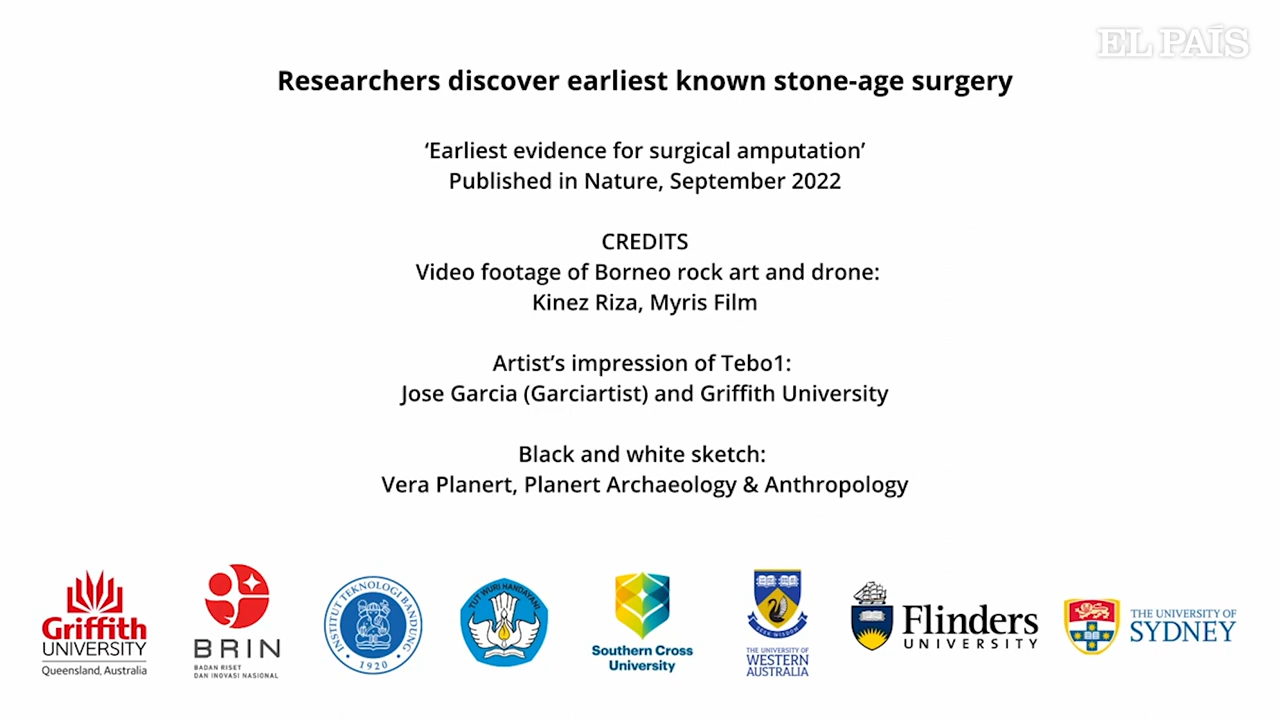 EL PAÍS
Researchers discover earliest known stone-age surgery
‘Earliest evidence for surgical amputation’
Published in Nature, September 2022
CREDITS
Video footage of Borneo rock art and drone:
Kinez Riza, Myris Film
Artist’s impression of Tebo1:
Jose Garcia (Garciartist) and Griffith University
Black and white sketch:
Vera Planert, Planert Archaeology & Anthropology
Griffith
UNIVERSITY
Queensland, Australia
BRIN
BADAN RISET
DAN INOVASI NASIONAL
INSTITUT TEKNOLOGI BANDUNG
1920
TUT WURI HANDAYANI
Southern Cross
University
SEEK WISDOM
THE UNIVERSITY OF
WESTERN
AUSTRALIA
Flinders
UNIVERSITY
THE UNIVERSITY OF
SYDNEY